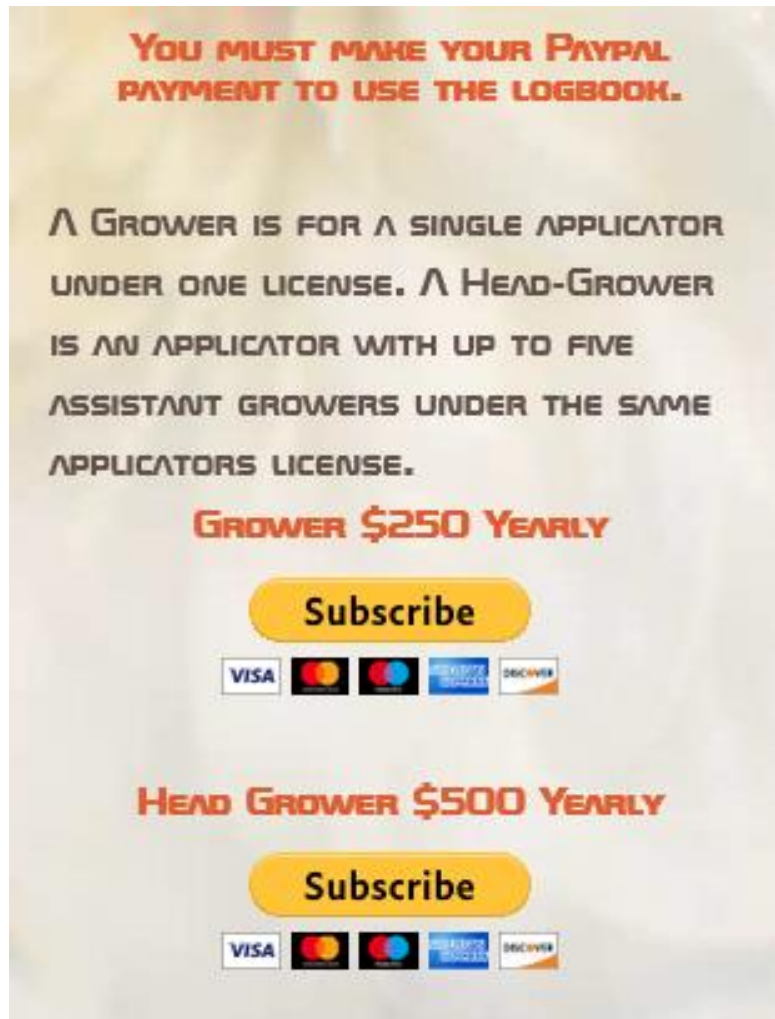 You must make your Paypal
payment to use the logbook.
A Grower is for a single applicator
under one license. A Head-Grower
is an applicator with up to five
assistant growers under the same
applicators license.
Grower $250 Yearly
Subscribe
VISA DISCOVER
Head Grower $500 Yearly
Subscribe
VISA DISCOVER